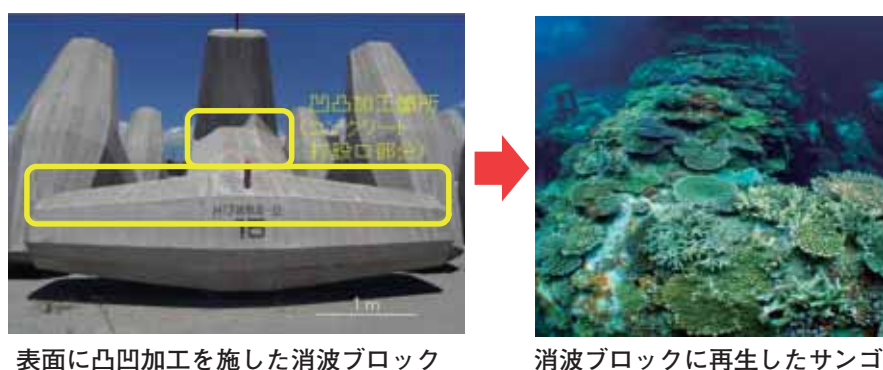 凹凸加工箇所
(コンクリート
打設口部分)
1m
表面に凸凹加工を施した消波ブロック
消波ブロックに再生したサンゴ